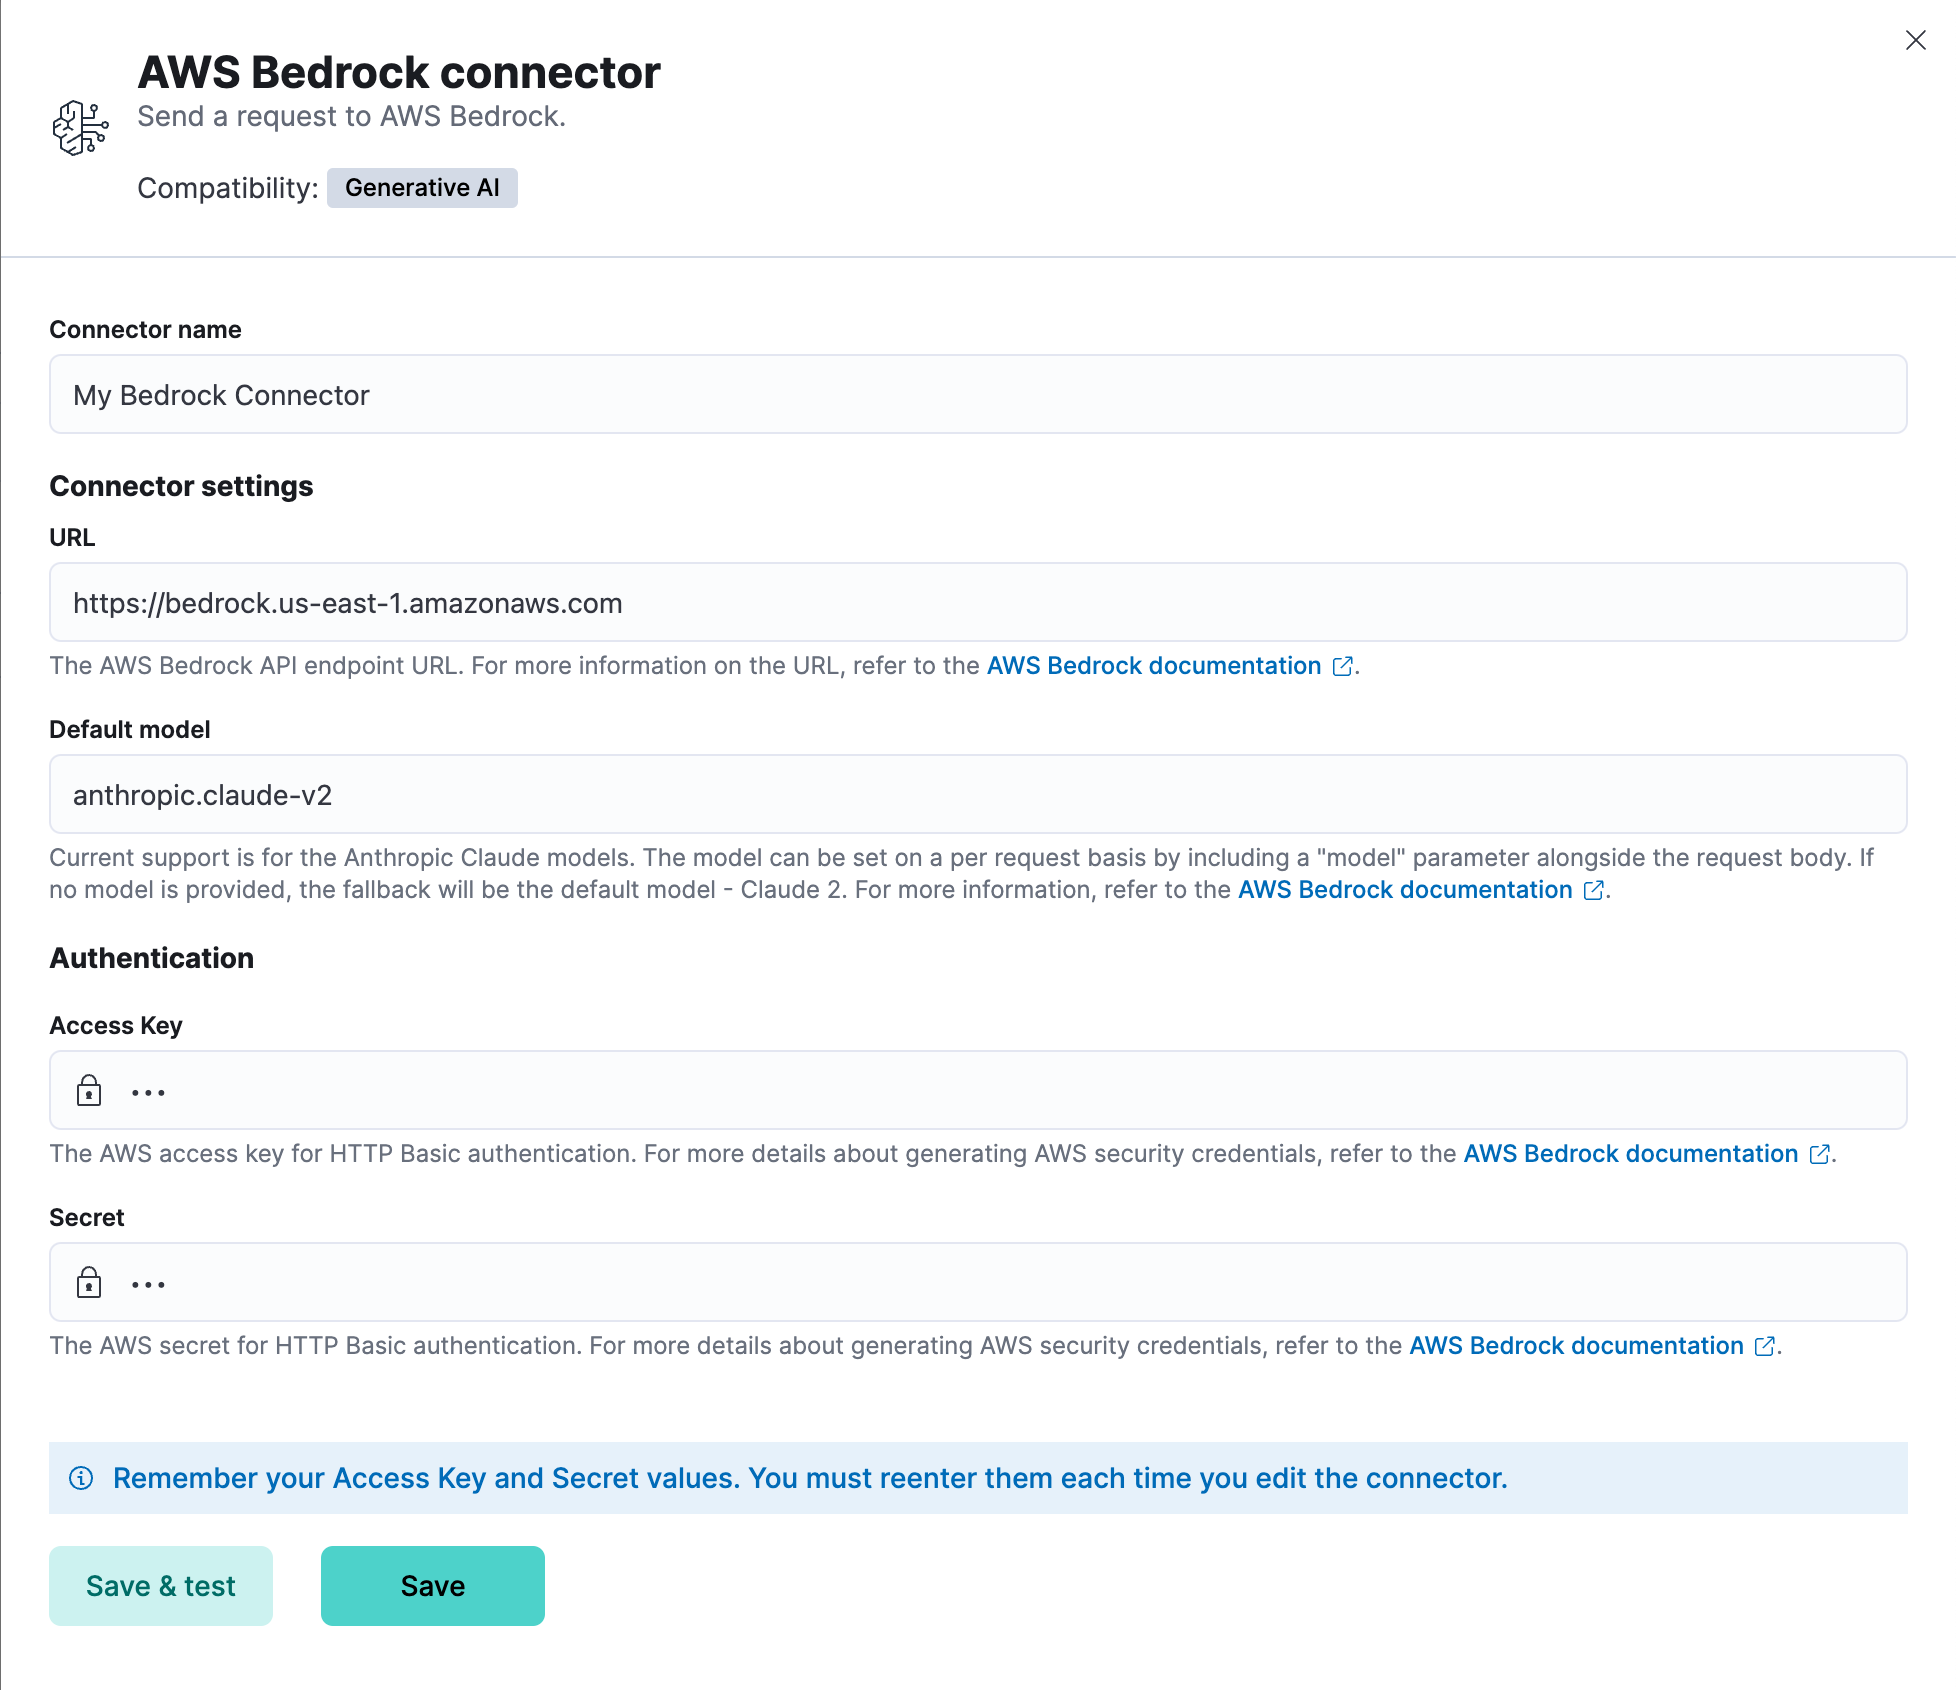 AWS Bedrock connector
Send a request to AWS Bedrock.
Compatibility: Generative AI
Connector name
My Bedrock Connector
Connector settings
URL
https://bedrock.us-east-1.amazonaws.com
The AWS Bedrock API endpoint URL. For more information on the URL, refer to the AWS Bedrock documentation.
Default model
anthropic.claude-v2
Current support is for the Anthropic Claude models. The model can be set on a per request basis by including a "model" parameter alongside the request body. If
no model is provided, the fallback will be the default model - Claude 2. For more information, refer to the AWS Bedrock documentation.
Authentication
Access Key
•••
The AWS access key for HTTP Basic authentication. For more details about generating AWS security credentials, refer to the AWS Bedrock documentation.
Secret
•••
The AWS secret for HTTP Basic authentication. For more details about generating AWS security credentials, refer to the AWS Bedrock documentation.
Remember your Access Key and Secret values. You must reenter them each time you edit the connector.
Save & test
Save